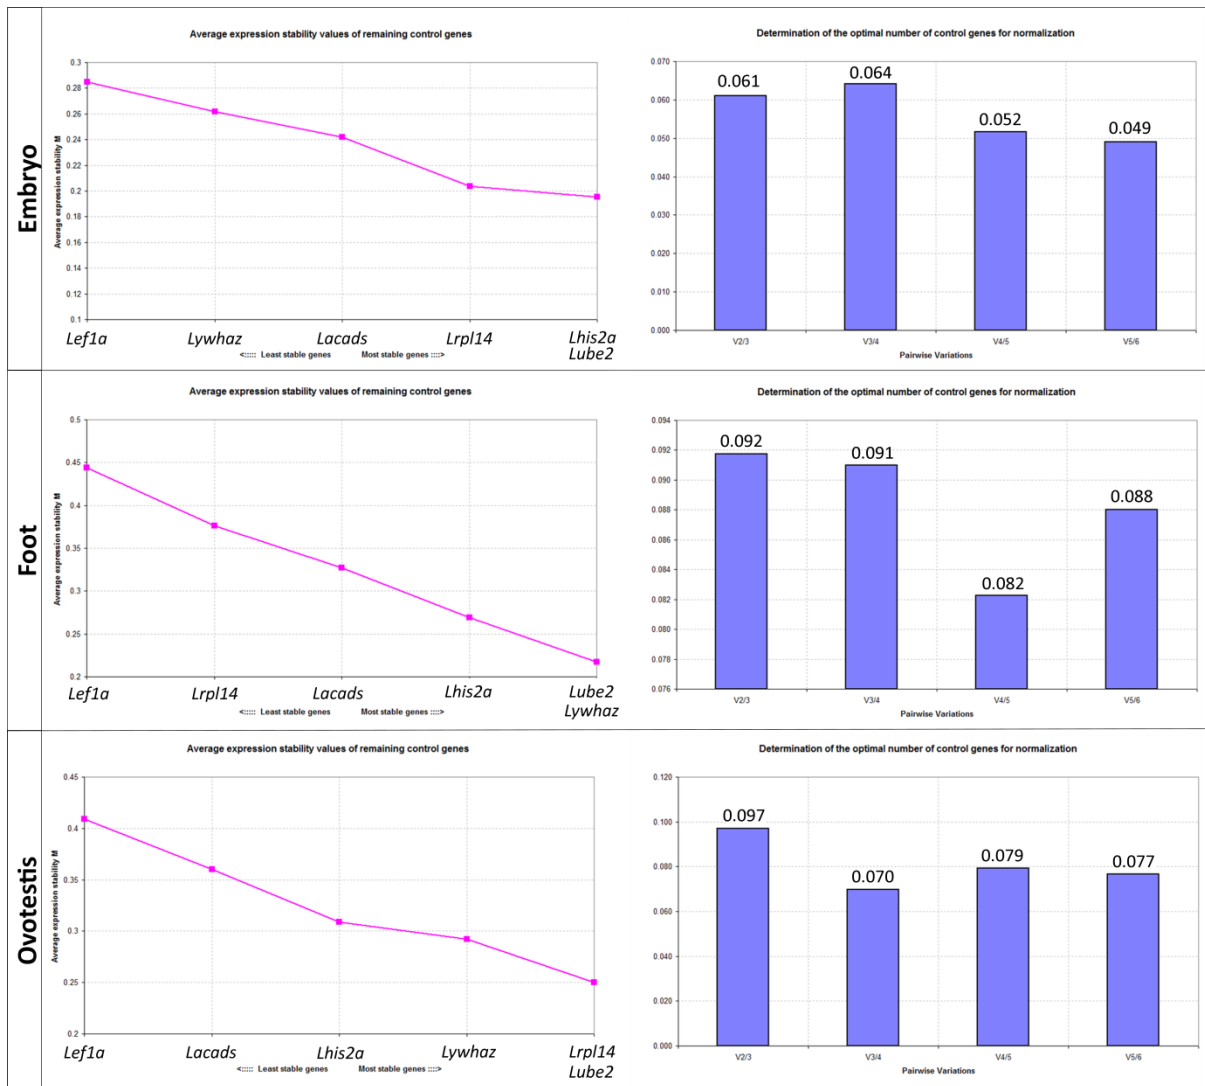 Embryo
Average expression stability values of remaining control genes
Average expression stability M
0.3
0.28
0.26
0.24
0.22
0.2
0.18
0.16
0.14
0.12
0.1
Lef1a Lywhaz Lacads Lrpl14 Lhis2a
Lube2
<::::: Least stable genes Most stable genes ::::>
Determination of the optimal number of control genes for normalization
0.070
0.060
0.050
0.040
0.030
0.020
0.010
0.000
0.061 0.064 0.052 0.049
V2/3 V3/4 V4/5 V5/6
Pairwise Variations
Foot
Average expression stability values of remaining control genes
Average expression stability M
0.5
0.45
0.4
0.35
0.3
0.25
0.2
Lef1a Lrpl14 Lacads Lhis2a Lube2
Lywhaz
<::::: Least stable genes Most stable genes ::::>
Determination of the optimal number of control genes for normalization
0.094
0.092
0.090
0.088
0.086
0.084
0.082
0.080
0.078
0.076
0.092 0.091 0.082 0.088
V2/3 V3/4 V4/5 V5/6
Pairwise Variations
Ovotestis
Average expression stability values of remaining control genes
Average expression stability M
0.45
0.4
0.35
0.3
0.25
0.2
Lef1a Lacads Lhis2a Lywhaz Lrpl14
Lube2
<::::: Least stable genes Most stable genes ::::>
Determination of the optimal number of control genes for normalization
0.120
0.100
0.080
0.060
0.040
0.020
0.000
0.097 0.070 0.079 0.077
V2/3 V3/4 V4/5 V5/6
Pairwise Variations